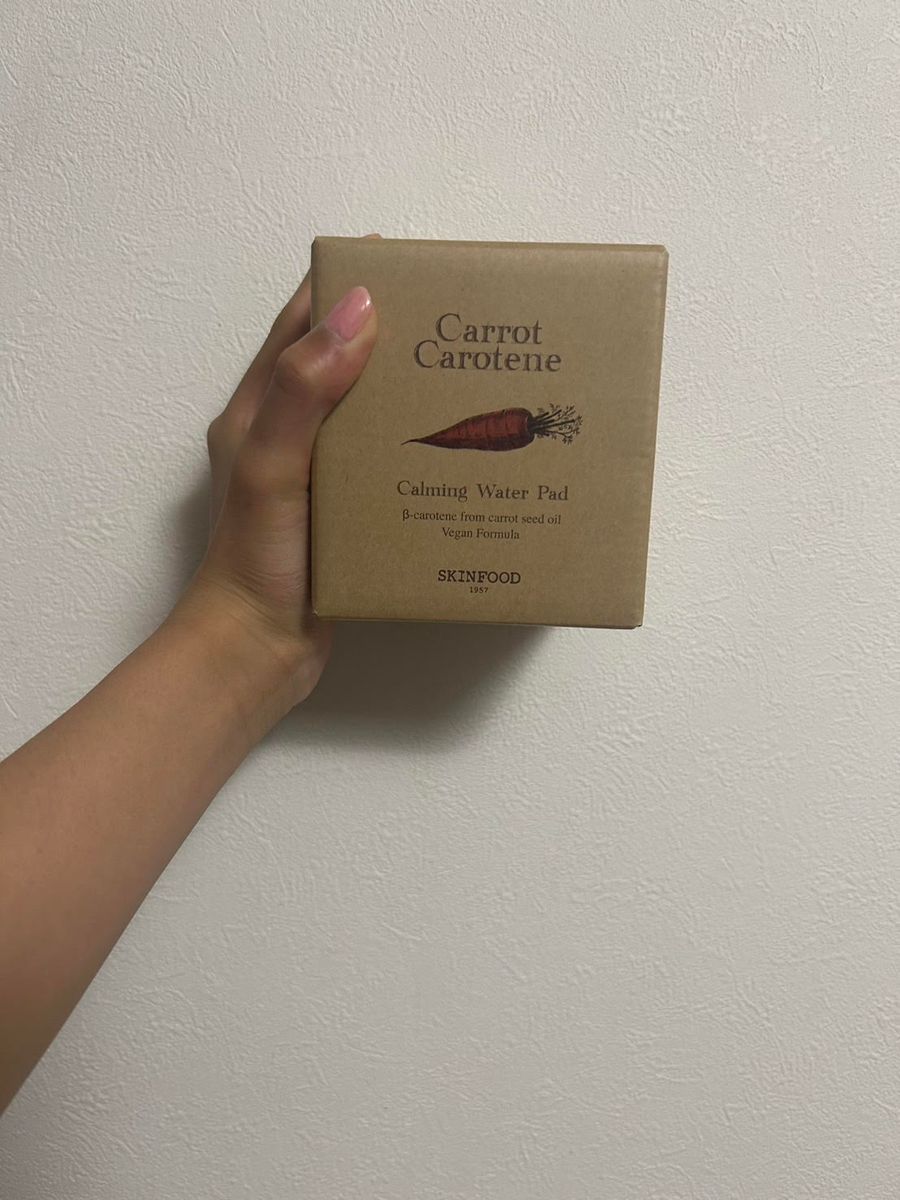 Carrot
Carotene
Calming Water Pad
β-carotene from carrot seed oil
Vegan Formula
SKINFOOD
1957